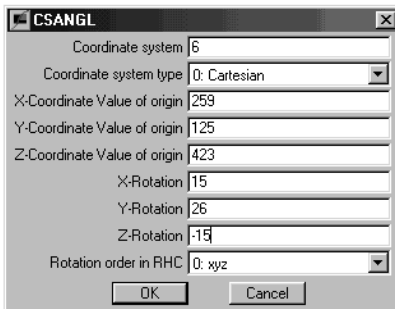 CSANGL
Coordinate system 6
Coordinate system type 0: Cartesian
X-Coordinate Value of origin 259
Y-Coordinate Value of origin 125
Z-Coordinate Value of origin 423
X-Rotation 15
Y-Rotation 26
Z-Rotation -15
Rotation order in RHC 0: xyz
OK Cancel